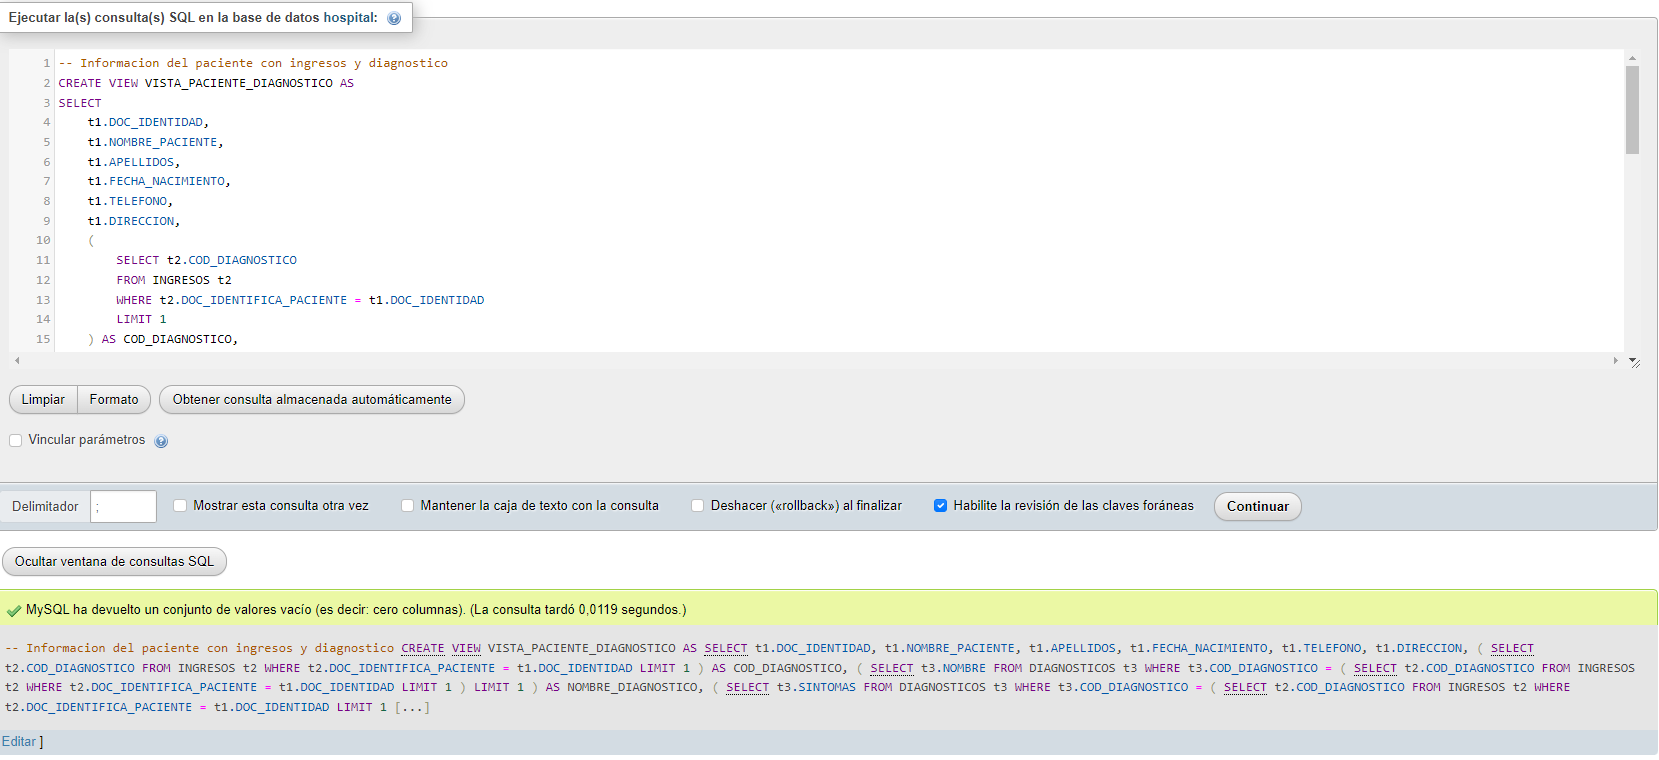 Ejecutar la(s) consulta(s) SQL en la base de datos hospital:
1 -- Informacion del paciente con ingresos y diagnostico
2 CREATE VIEW VISTA_PACIENTE_DIAGNOSTICO AS
3 SELECT
4 t1.DOC_IDENTIDAD,
5 t1.NOMBRE_PACIENTE,
6 t1.APELLIDOS,
7 t1.FECHA_NACIMIENTO,
8 t1.TELEFONO,
9 t1.DIRECCION,
10 (
11 SELECT t2.COD_DIAGNOSTICO
12 FROM INGRESOS t2
13 WHERE t2.DOC_IDENTIFICA_PACIENTE = t1.DOC_IDENTIDAD
14 LIMIT 1
15 ) AS COD_DIAGNOSTICO,
Limpiar Formato Obtener consulta almacenada automáticamente
Vincular parámetros
Delimitador ; Mostrar esta consulta otra vez Mantener la caja de texto con la consulta Deshacer («rollback») al finalizar Habilite la revisión de las claves foráneas Continuar
Ocultar ventana de consultas SQL
MySQL ha devuelto un conjunto de valores vacío (es decir: cero columnas). (La consulta tardó 0,0119 segundos.)
-- Informacion del paciente con ingresos y diagnostico CREATE VIEW VISTA_PACIENTE_DIAGNOSTICO AS SELECT t1.DOC_IDENTIDAD, t1.NOMBRE_PACIENTE, t1.APELLIDOS, t1.FECHA_NACIMIENTO, t1.TELEFONO, t1.DIRECCION, ( SELECT
t2.COD_DIAGNOSTICO FROM INGRESOS t2 WHERE t2.DOC_IDENTIFICA_PACIENTE = t1.DOC_IDENTIDAD LIMIT 1 ) AS COD_DIAGNOSTICO, ( SELECT t3.NOMBRE FROM DIAGNOSTICOS t3 WHERE t3.COD_DIAGNOSTICO = ( SELECT t2.COD_DIAGNOSTICO FROM INGRESOS
t2 WHERE t2.DOC_IDENTIFICA_PACIENTE = t1.DOC_IDENTIDAD LIMIT 1 ) LIMIT 1 ) AS NOMBRE_DIAGNOSTICO, ( SELECT t3.SINTOMAS FROM DIAGNOSTICOS t3 WHERE t3.COD_DIAGNOSTICO = ( SELECT t2.COD_DIAGNOSTICO FROM INGRESOS t2 WHERE
t2.DOC_IDENTIFICA_PACIENTE = t1.DOC_IDENTIDAD LIMIT 1 [...]
Editar ]